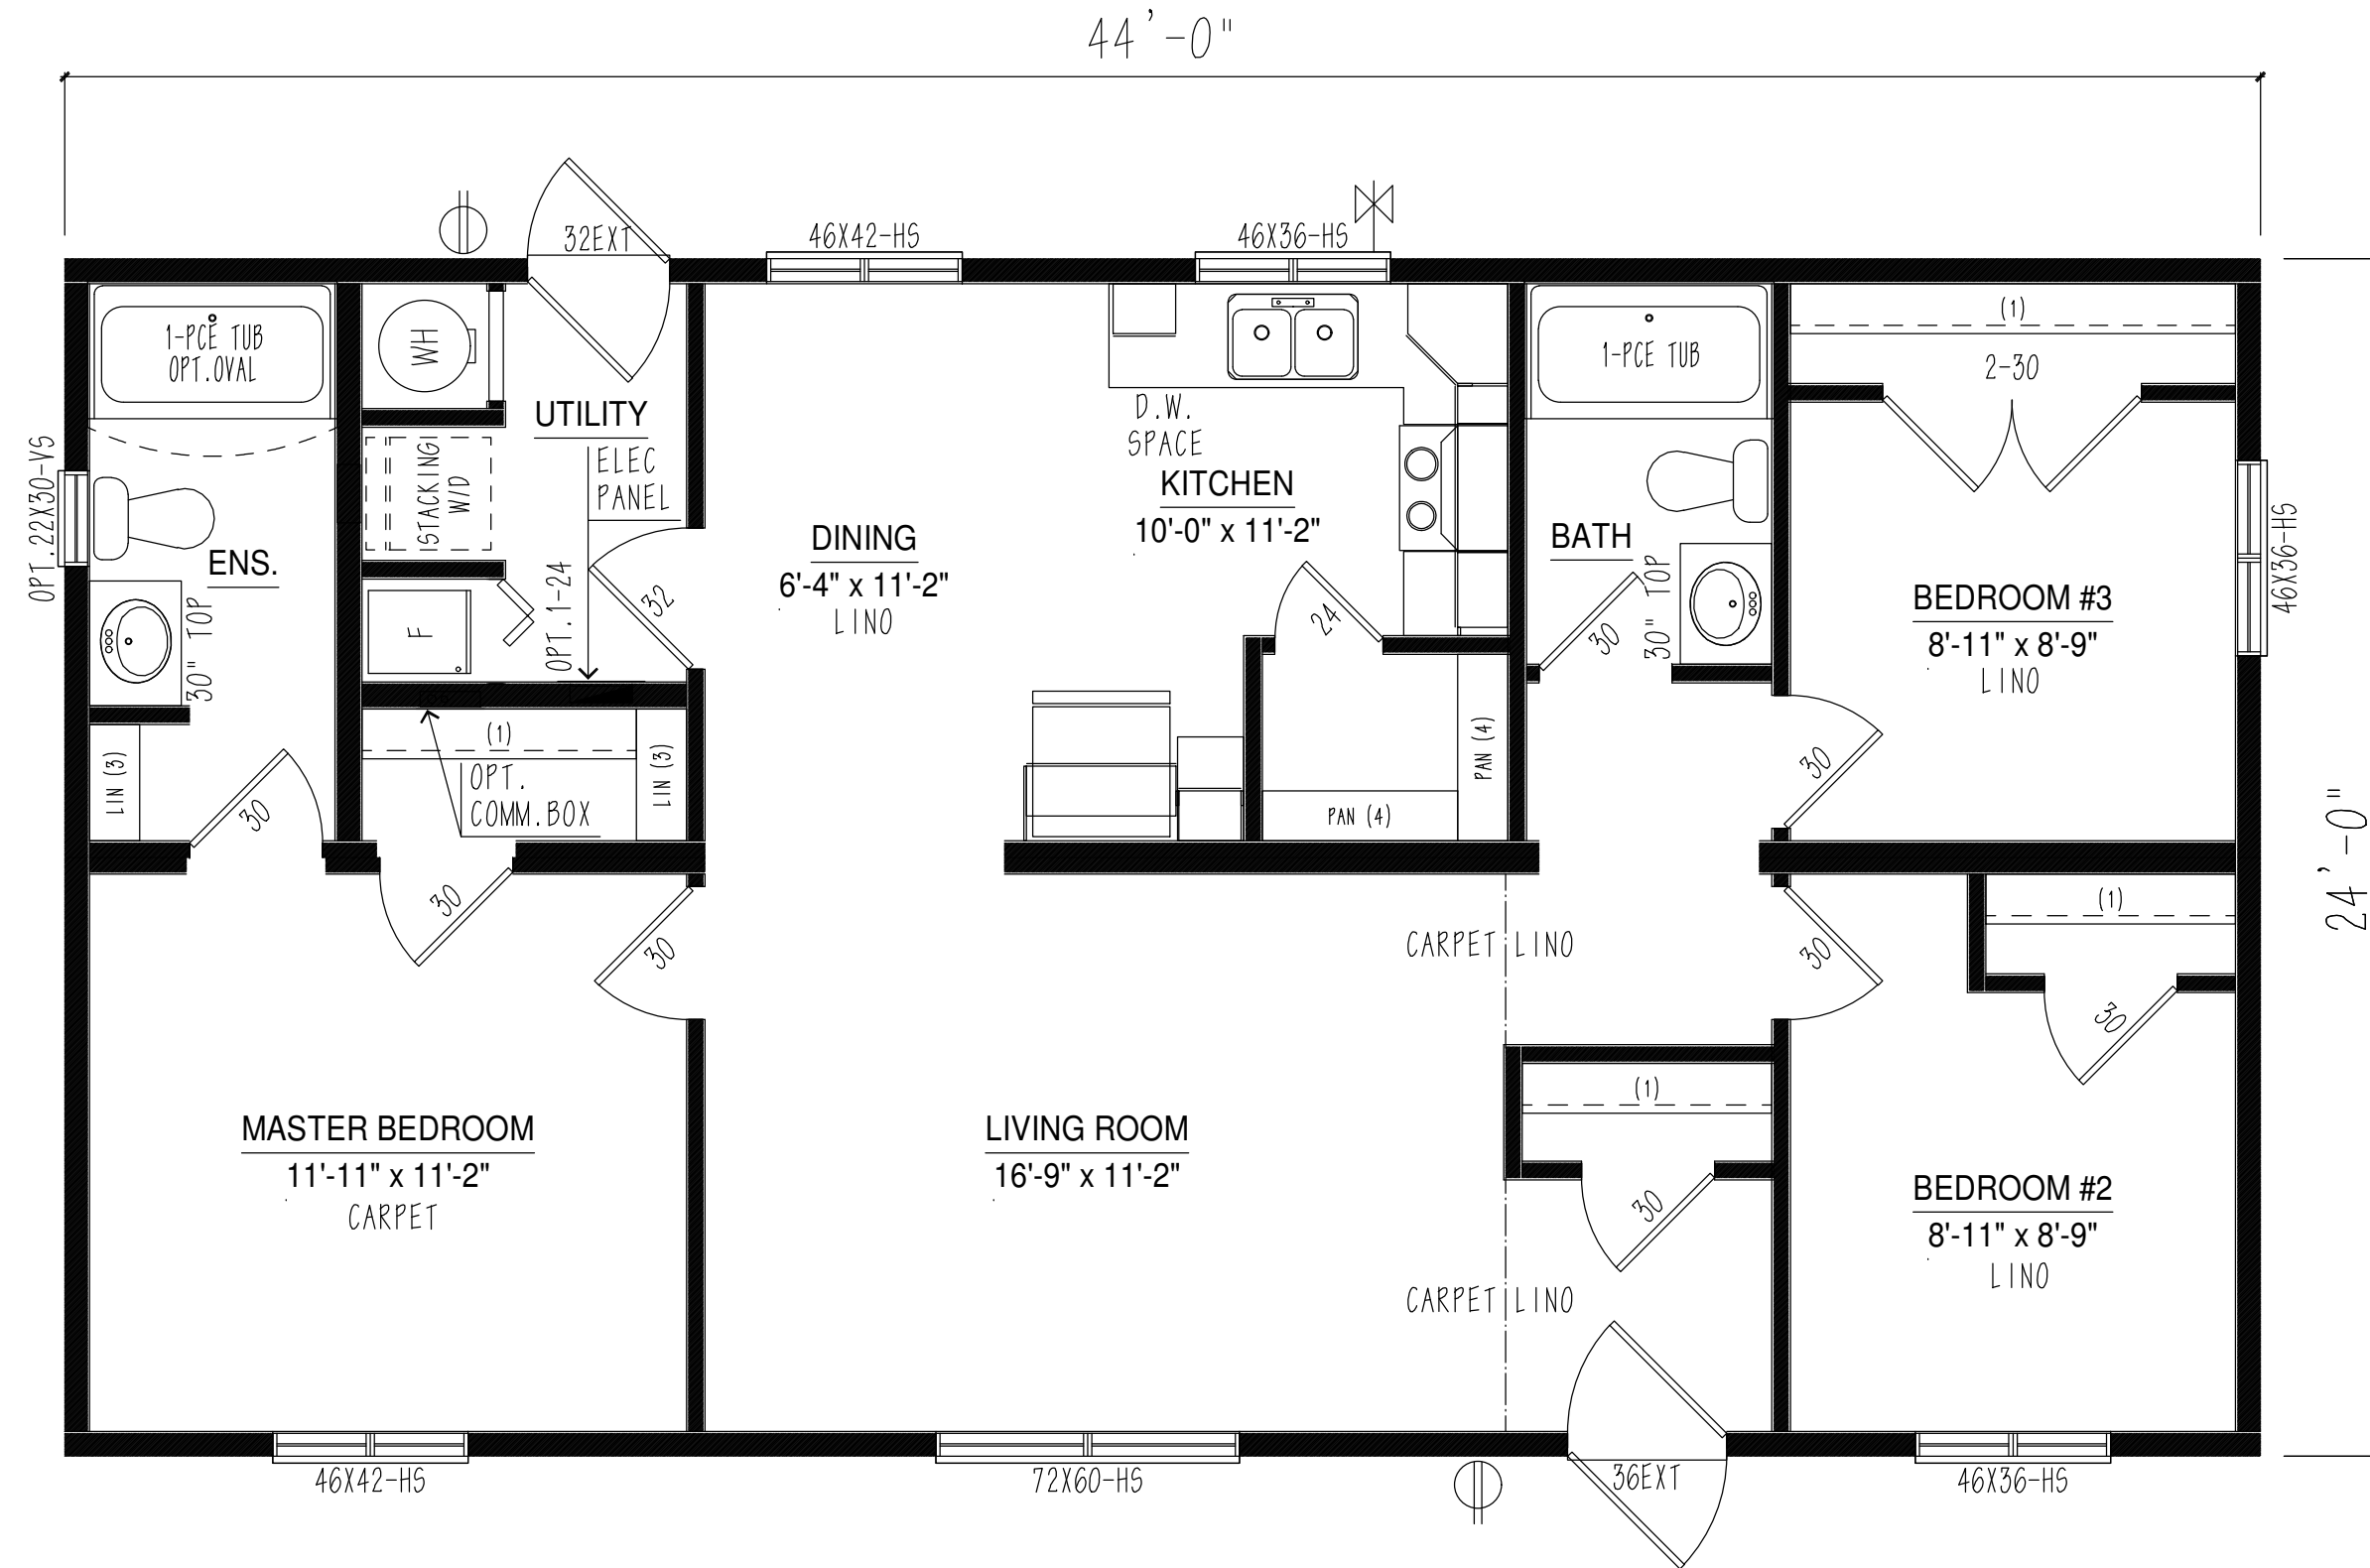 44'-0"
32EXT
46X42-HS
46X36-HS
1-PCE TUB
OPT.OVAL
WH
UTILITY
ELEC
PANEL
STACKING
W/D
OPT.1-24
F
32
OPT.22X30-VS
ENS.
30" TOP
LIN (3)
30
(1)
OPT.
COMM.BOX
LIN (3)
30
30
DINING
6'-4" x 11'-2"
LINO
D.W.
SPACE
KITCHEN
10'-0" x 11'-2"
24
PAN (4)
PAN (4)
1-PCE TUB
BATH
30" TOP
30
(1)
2-30
BEDROOM #3
8'-11" x 8'-9"
LINO
46X36-HS
30
24'-0"
CARPET LINO
30
(1)
30
MASTER BEDROOM
11'-11" x 11'-2"
CARPET
LIVING ROOM
16'-9" x 11'-2"
(1)
30
CARPET LINO
BEDROOM #2
8'-11" x 8'-9"
LINO
46X42-HS
72X60-HS
36EXT
46X36-HS